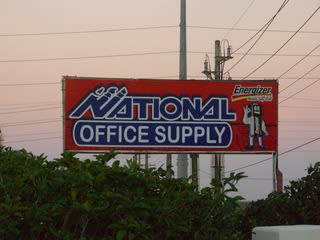 NATIONAL
OFFICE SUPPLY
Energizer